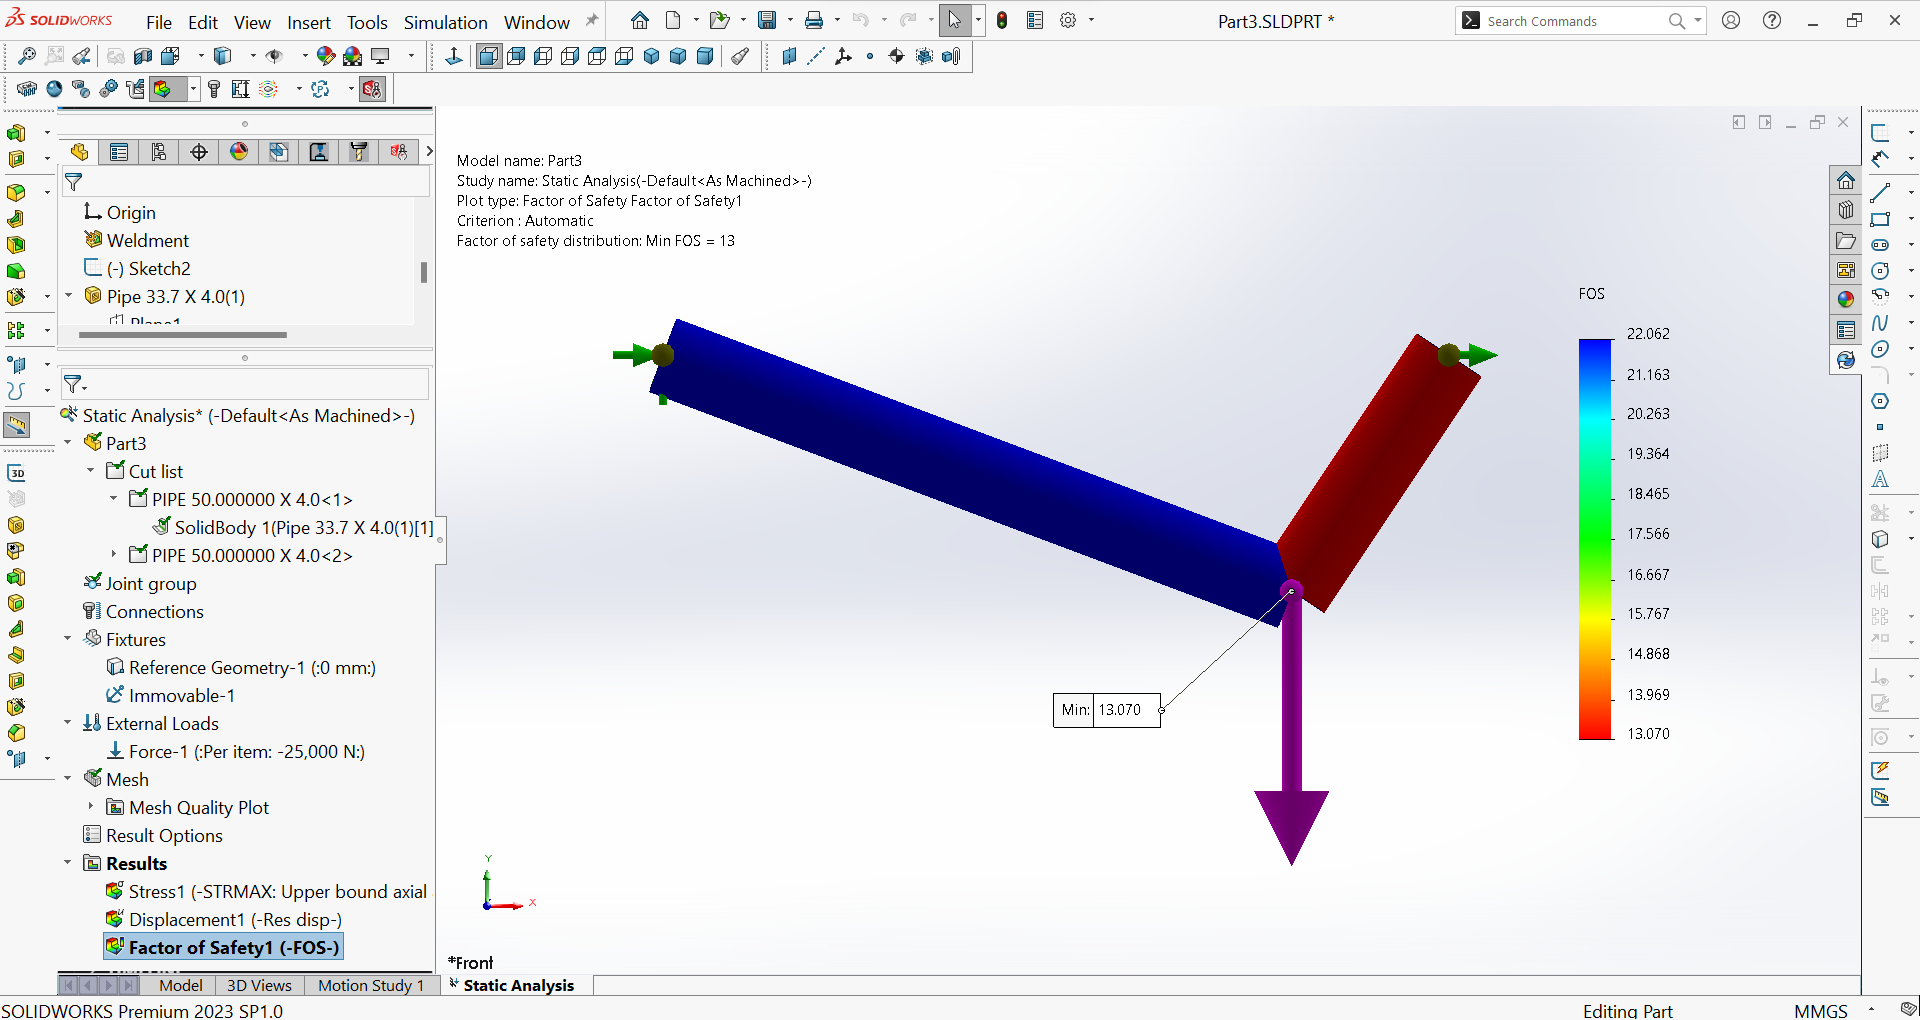 SOLIDWORKS
File Edit View Insert Tools Simulation Window
Part3.SLDPRT *
Search Commands
Origin
Weldment
(-) Sketch2
Pipe 33.7 X 4.0(1)
Plane1
Static Analysis* (-Default<As Machined>-)
Part3
Cut list
PIPE 50.000000 X 4.0<1>
SolidBody 1(Pipe 33.7 X 4.0(1)[1]
PIPE 50.000000 X 4.0<2>
Joint group
Connections
Fixtures
Reference Geometry-1 (:0 mm:)
Immovable-1
External Loads
Force-1 (:Per item: -25,000 N:)
Mesh
Mesh Quality Plot
Result Options
Results
Stress1 (-STRMAX: Upper bound axial
Displacement1 (-Res disp-)
Factor of Safety1 (-FOS-)
Model name: Part3
Study name: Static Analysis(-Default<As Machined>-)
Plot type: Factor of Safety Factor of Safety1
Criterion : Automatic
Factor of safety distribution: Min FOS = 13
FOS
22.062
21.163
20.263
19.364
18.465
17.566
16.667
15.767
14.868
13.969
13.070
Min: 13.070
Y
X
*Front
Model 3D Views Motion Study 1 Static Analysis
SOLIDWORKS Premium 2023 SP1.0
Editing Part
MMGS